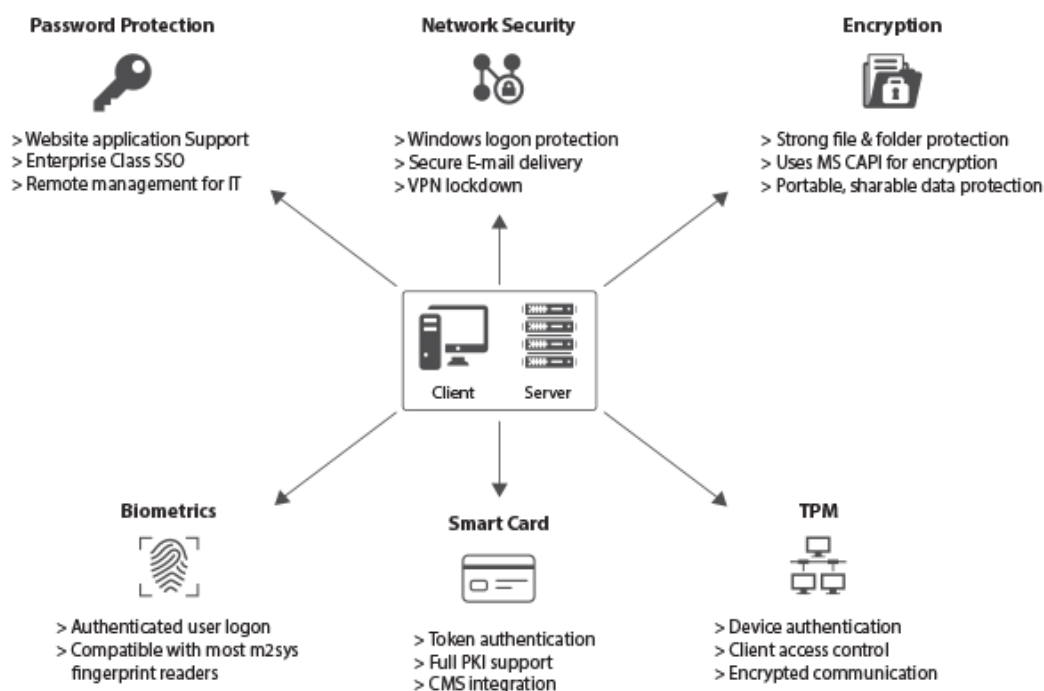 Password Protection
> Website application Support
> Enterprise Class SSO
> Remote management for IT
Network Security
> Windows logon protection
> Secure E-mail delivery
> VPN lockdown
Encryption
> Strong file & folder protection
> Uses MS CAPI for encryption
> Portable, sharable data protection
Client
Server
Biometrics
> Authenticated user logon
> Compatible with most m2sys
fingerprint readers
Smart Card
> Token authentication
> Full PKI support
> CMS integration
TPM
> Device authentication
> Client access control
> Encrypted communication